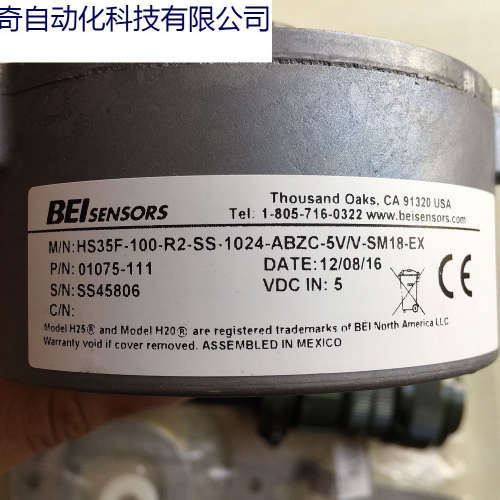 奇自动化科技有限公司
BEI SENSORS
Thousand Oaks, CA 91320 USA
Tel: 1-805-716-0322 www.beisensors.com
M/N: HS35F-100-R2-SS-1024-ABZC-5V/V-SM18-EX
P/N: 01075-111
DATE: 12/08/16
S/N: SS45806
VDC IN: 5
C/N:
CE
Model H25® and Model H20® are registered trademarks of BEI North America LLC
Warranty void if cover removed. ASSEMBLED IN MEXICO